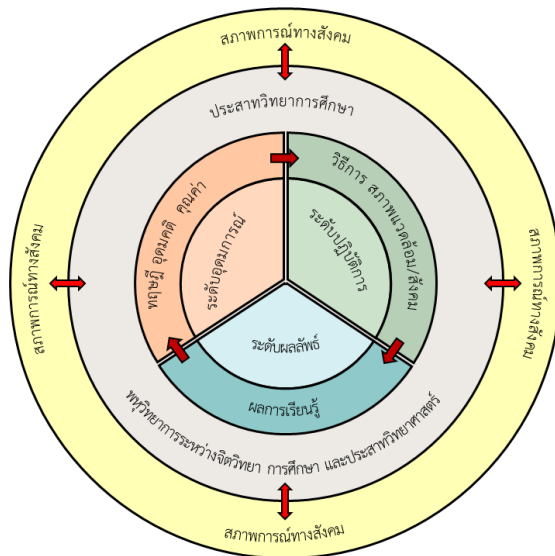 สภาพการณ์ทางสังคม
ประสาทวิทยาการศึกษา
ทฤษฎี อุดมคติ คุณค่า
วิธีการ สภาพแวดล้อม/สังคม
ระดับอุดมการณ์
ระดับปฏิบัติการ
สภาพการณ์ทางสังคม
สภาพการณ์ทางสังคม
ระดับผลลัพธ์
ผลการเรียนรู้
พหุวิทยาการระหว่างจิตวิทยา การศึกษา และประสาทวิทยาศาสตร์
สภาพการณ์ทางสังคม